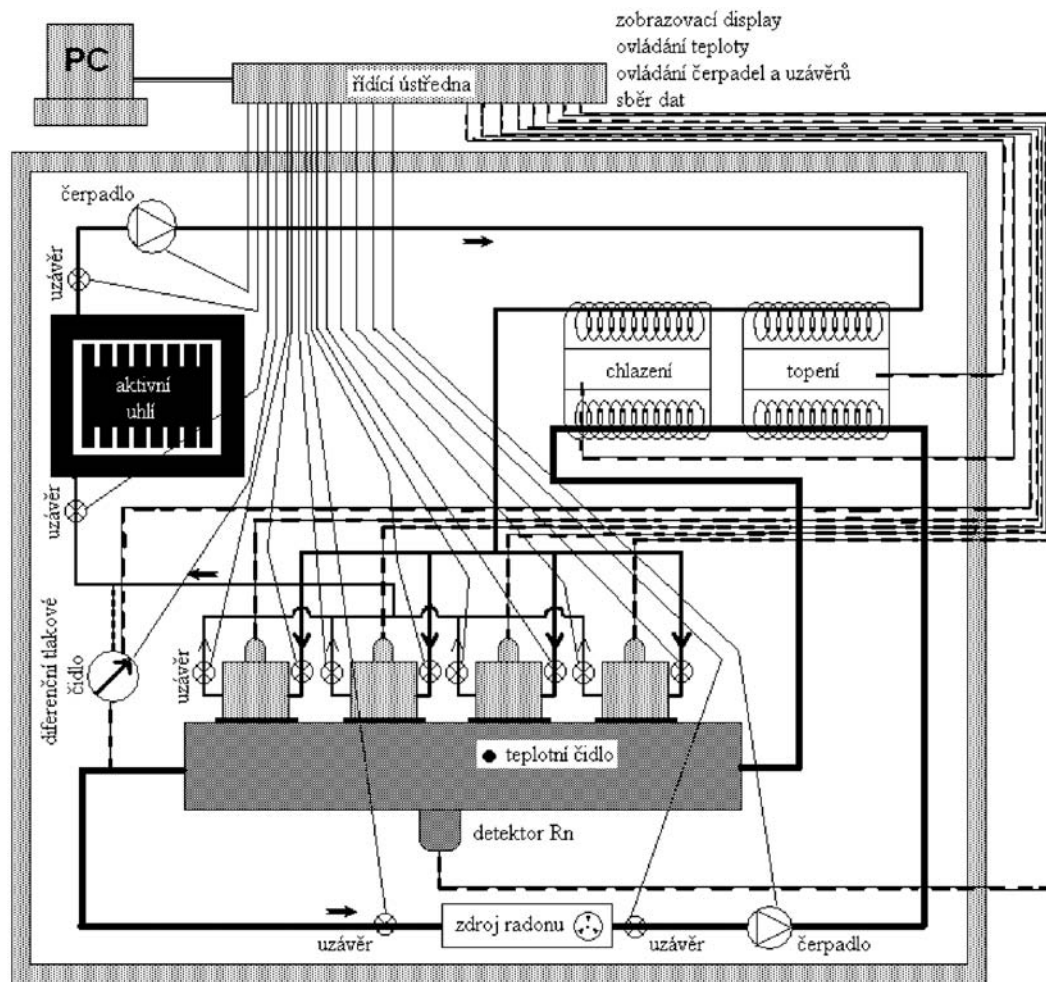 zobrazovací display
ovládání teploty
ovládání čerpadel a uzávěrů
sběr dat
PC
řídící ústředna
čerpadlo
uzávěr
aktivní
uhlí
chlazení
topení
uzávěr
uzávěr
diferenční tlakové
čidlo
teplotní čidlo
detektor Rn
zdroj radonu
uzávěr
uzávěr
čerpadlo